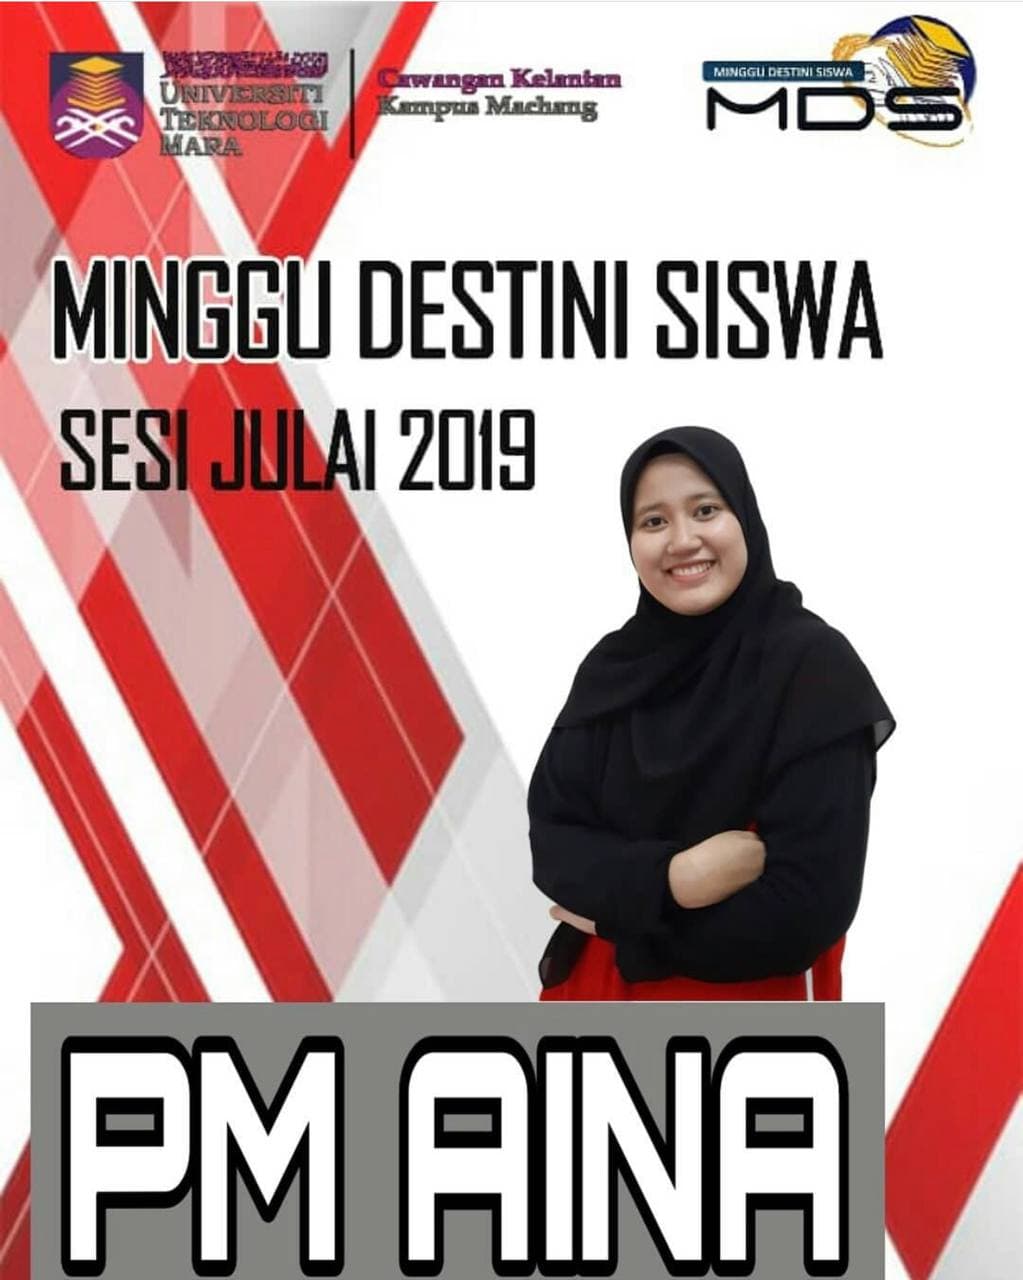 UNIVERSITI
TEKNOLOGI
MARA
Cawangan Kelantan
Kampus Machang
MINGGU DESTINI SISWA
MDS
MINGGU DESTINI SISWA
SESI JULAI 2019
PM AINA